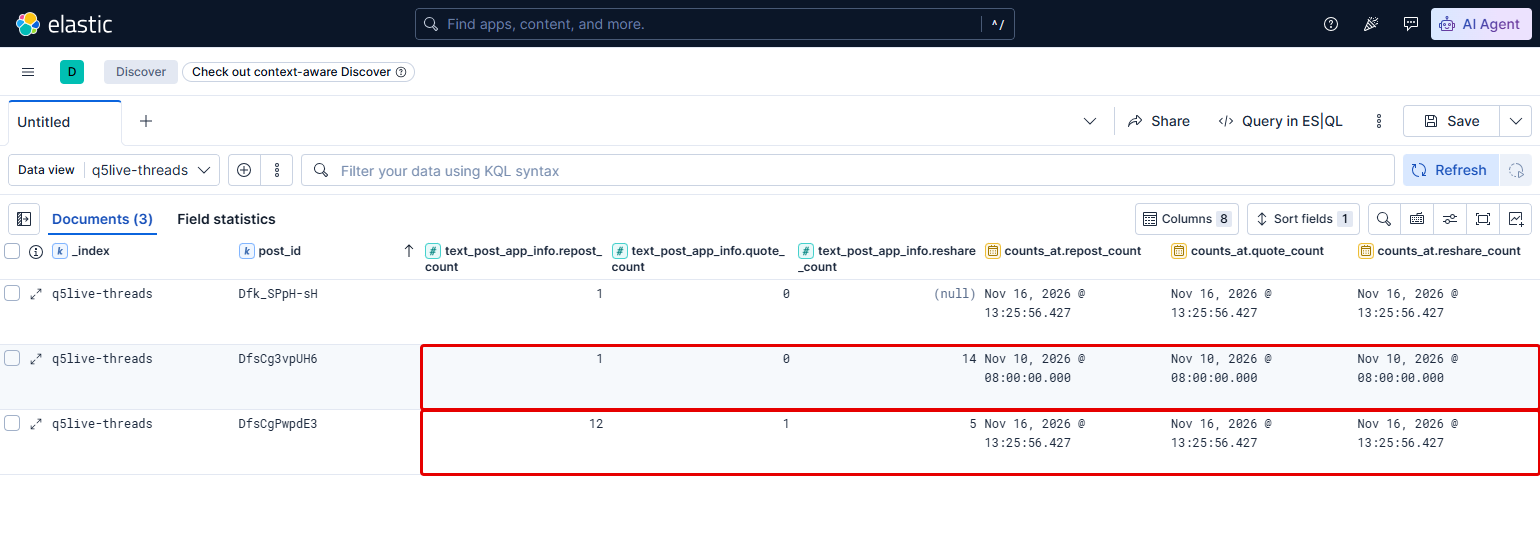 elastic
Find apps, content, and more.
^/
AI Agent
D
Discover
Check out context-aware Discover
Untitled
Share
Query in ES|QL
Save
Data view
q5live-threads
Filter your data using KQL syntax
Refresh
Documents (3)
Field statistics
Columns 8
Sort fields 1
k _index
k post_id
# text_post_app_info.repost_
count
# text_post_app_info.quote_
count
# text_post_app_info.reshare
_count
counts_at.repost_count
counts_at.quote_count
counts_at.reshare_count
q5live-threads Dfk_SPpH-sH 1 0 (null) Nov 16, 2026 @ Nov 16, 2026 @ Nov 16, 2026 @
13:25:56.427 13:25:56.427 13:25:56.427
q5live-threads DfsCg3vpUH6 1 0 14 Nov 10, 2026 @ Nov 10, 2026 @ Nov 10, 2026 @
08:00:00.000 08:00:00.000 08:00:00.000
q5live-threads DfsCgPwpdE3 12 1 5 Nov 16, 2026 @ Nov 16, 2026 @ Nov 16, 2026 @
13:25:56.427 13:25:56.427 13:25:56.427